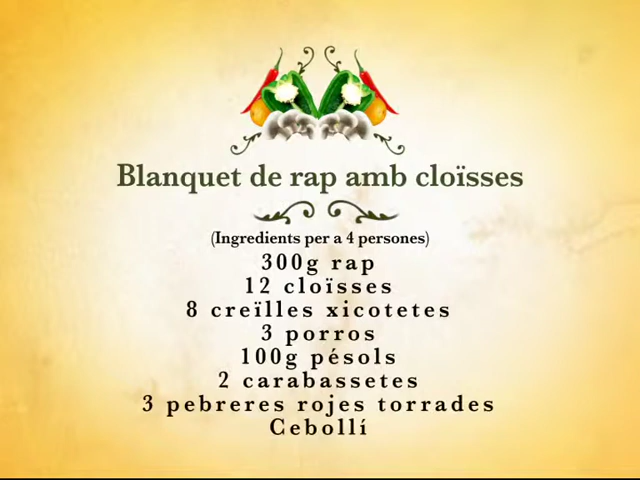 Blanquet de rap amb cloïsses
(Ingredients per a 4 persones)
300g rap
12 cloïsses
8 creïlles xicotetes
3 porros
100g pésols
2 carabassetes
3 pebreres rojes torrades
Cebollí